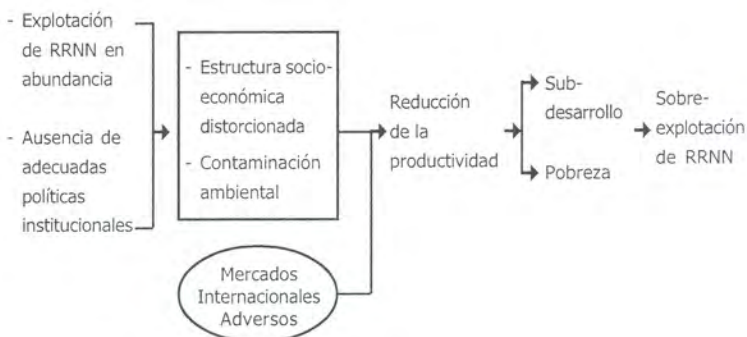 - Explotación
de RRNN en
abundancia
- Ausencia de
adecuadas
políticas
institucionales
- Estructura socio-
económica
distorcionada
- Contaminación
ambiental
Mercados
Internacionales
Adversos
Reducción
de la
productividad
Sub-
desarrollo
Pobreza
Sobre-
explotación
de RRNN